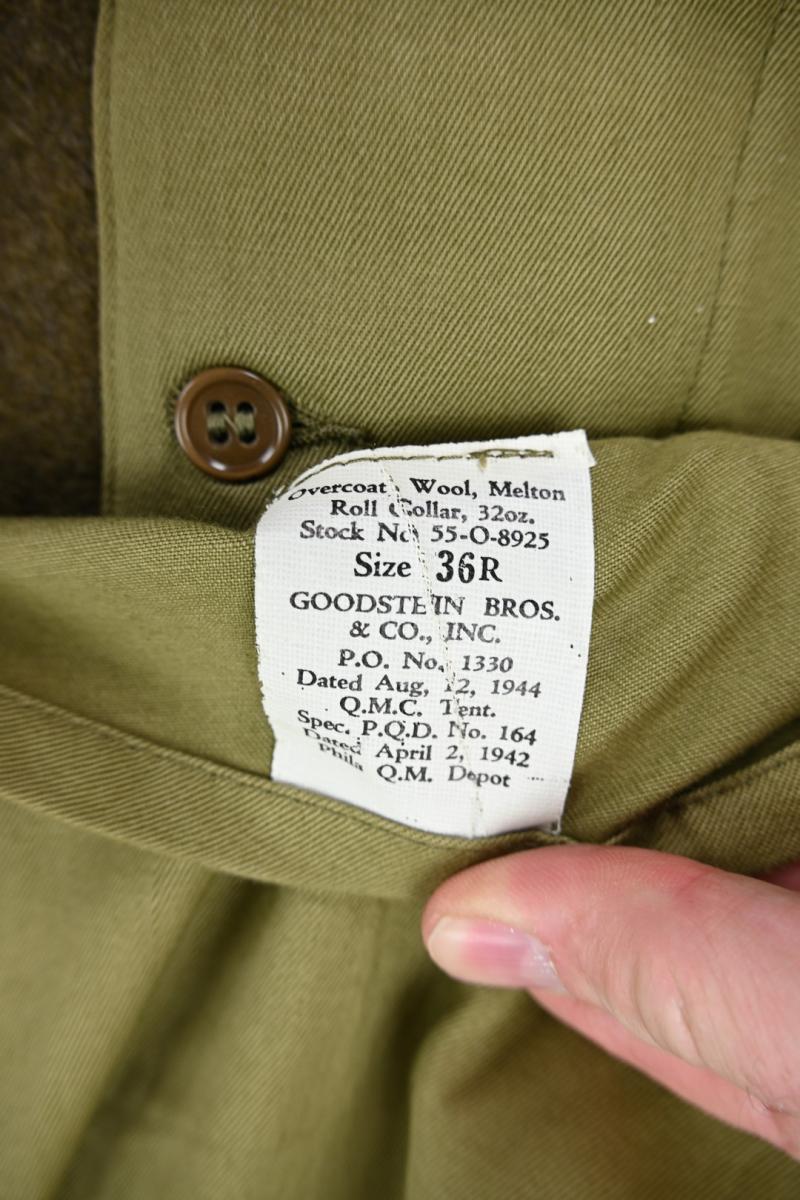 Overcoat, Wool, Melton
Roll Collar, 32oz.
Stock No. 55-O-8925
Size 36R
GOODSTEIN BROS.
& CO., INC.
P.O. No. 1330
Dated Aug, 12, 1944
Q.M.C. Tent.
Spec. P.Q.D. No. 164
Dated April 2, 1942
Phila Q.M. Depot